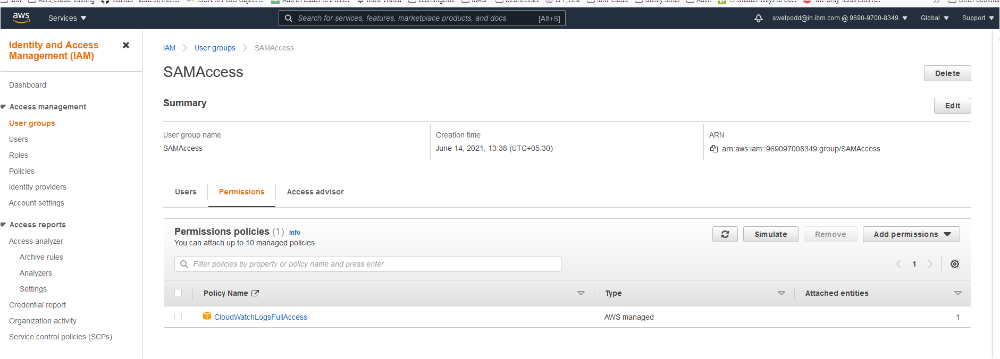 aws
Services
Search for services, features, marketplace products, and docs
[Alt+S]
swetpodd@in.ibm.com @ 9690-9700-8349
Global
Support
Identity and Access
Management (IAM)
Dashboard
Access management
User groups
Users
Roles
Policies
Identity providers
Account settings
Access reports
Access analyzer
Archive rules
Analyzers
Settings
Credential report
Organization activity
Service control policies (SCPs)
IAM
User groups
SAMAccess
SAMAccess
Delete
Summary
Edit
User group name
SAMAccess
Creation time
June 14, 2021, 13:38 (UTC+05:30)
ARN
arn:aws:iam::969097008349:group/SAMAccess
Users
Permissions
Access advisor
Permissions policies (1) Info
You can attach up to 10 managed policies.
Simulate
Remove
Add permissions
Filter policies by property or policy name and press enter
1
Policy Name
Type
Attached entities
CloudWatchLogsFullAccess
AWS managed
1